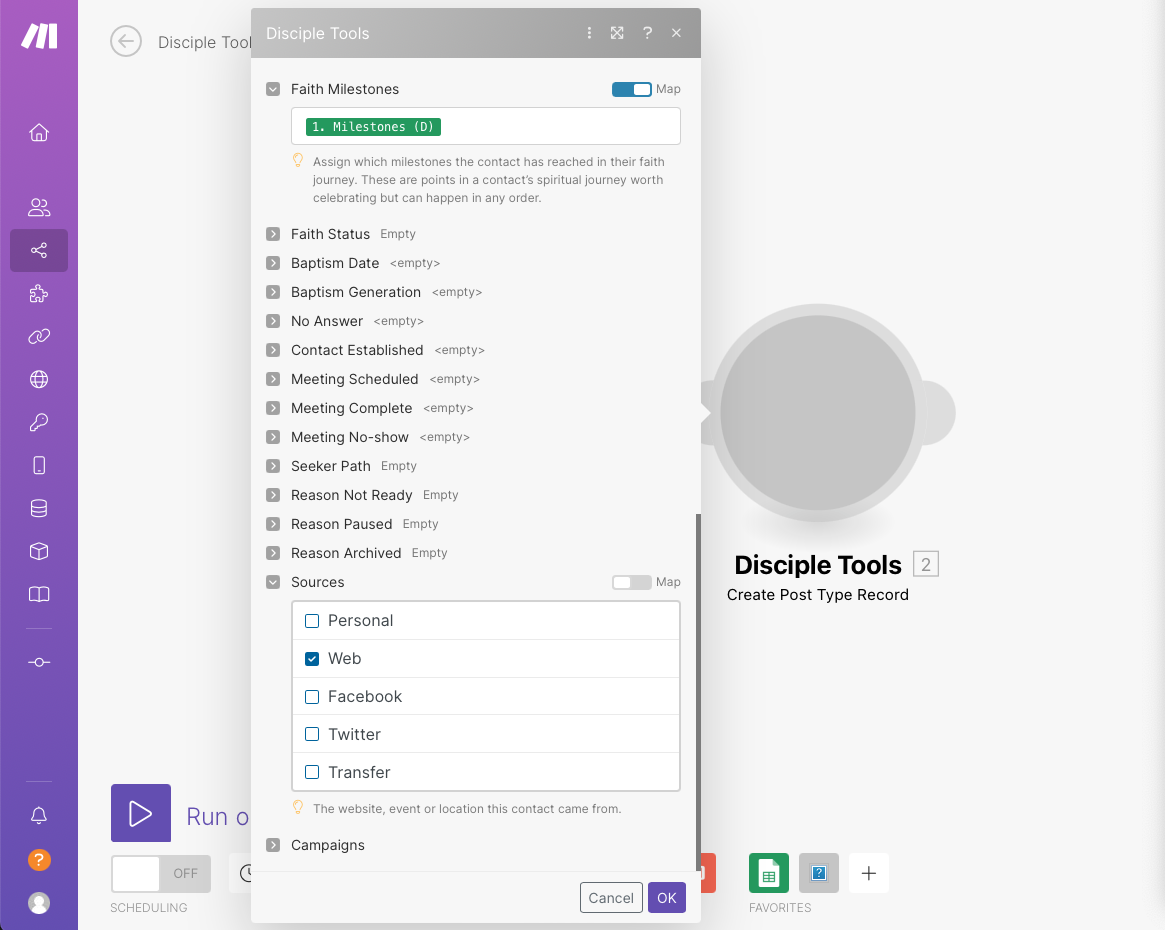 Disciple Tool
Disciple Tools
?
Faith Milestones
Map
1. Milestones (D)
Assign which milestones the contact has reached in their faith
journey. These are points in a contact’s spiritual journey worth
celebrating but can happen in any order.
Faith Status Empty
Baptism Date <empty>
Baptism Generation <empty>
No Answer <empty>
Contact Established <empty>
Meeting Scheduled <empty>
Meeting Complete <empty>
Meeting No-show <empty>
Seeker Path Empty
Reason Not Ready Empty
Reason Paused Empty
Reason Archived Empty
Sources
Map
Personal
Web
Facebook
Twitter
Transfer
The website, event or location this contact came from.
Campaigns
Cancel
OK
Disciple Tools 2
Create Post Type Record
Run o
OFF
SCHEDULING
?
FAVORITES
?